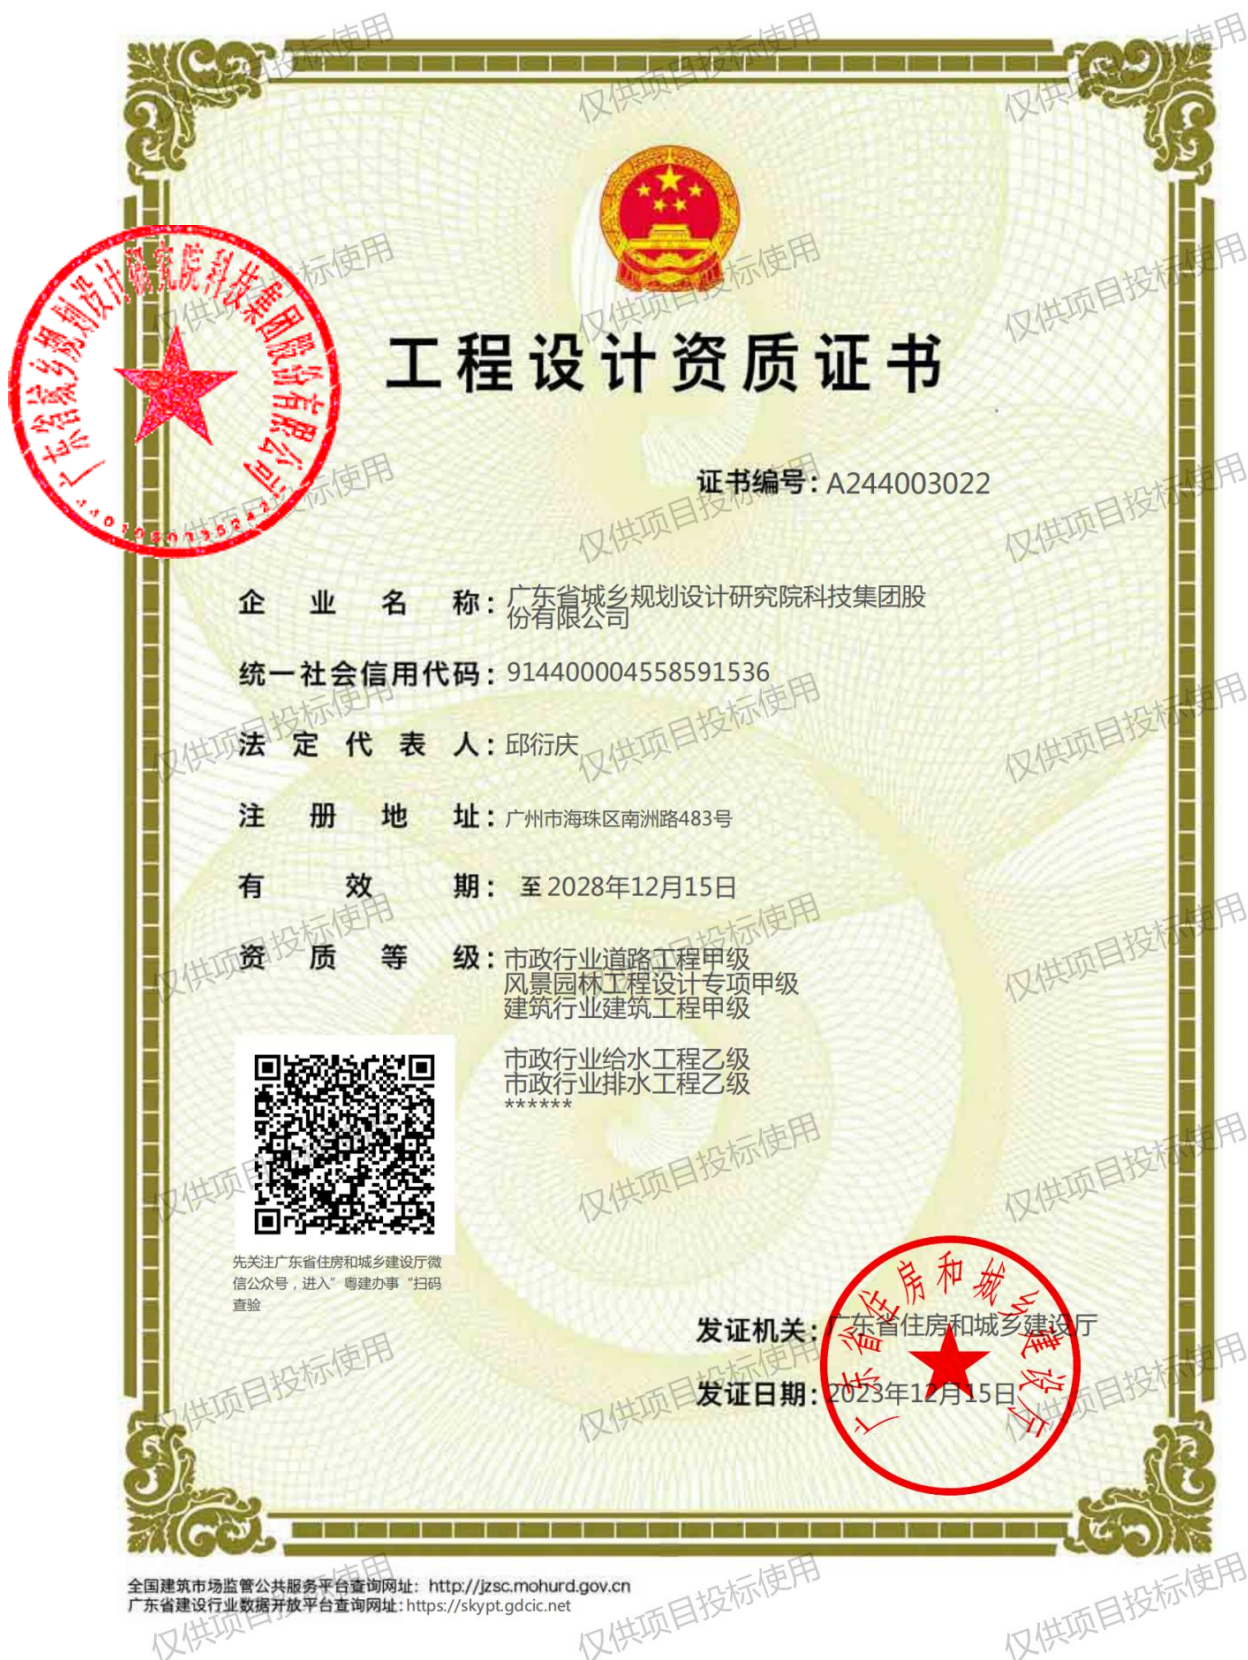 工程设计资质证书
广东省城乡规划设计研究院科技集团股份有限公司
证书编号：A244003022
企业名称：广东省城乡规划设计研究院科技集团股
份有限公司
统一社会信用代码：914400004558591536
法定代表人：邱衍庆
注册地址：广州市海珠区南洲路483号
有效期：至2028年12月15日
资质等级：市政行业道路工程甲级
风景园林工程设计专项甲级
建筑行业建筑工程甲级
市政行业给水工程乙级
市政行业排水工程乙级
******
先关注广东省住房和城乡建设厅微
信公众号，进入”粤建办事“扫码
查验
发证机关：广东省住房和城乡建设厅
发证日期：2023年12月15日
广东省住房和城乡建设厅
全国建筑市场监管公共服务平台查询网址：http://jzsc.mohurd.gov.cn
广东省建设行业数据开放平台查询网址：https://skypt.gdcic.net
仅供项目投标使用